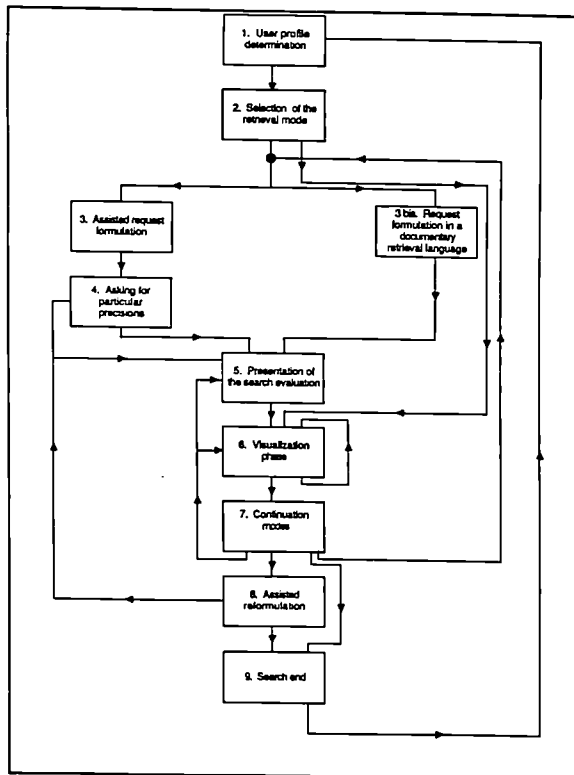 1. User profile
determination
2. Selection of the
retrieval mode
3. Assisted request
formulation
3 bis. Request
formulation in a
documentary
retrieval language
4. Asking for
particular
precisions
5. Presentation of
the search evaluation
6. Visualization
phase
7. Continuation
modes
8. Assisted
reformulation
9. Search end